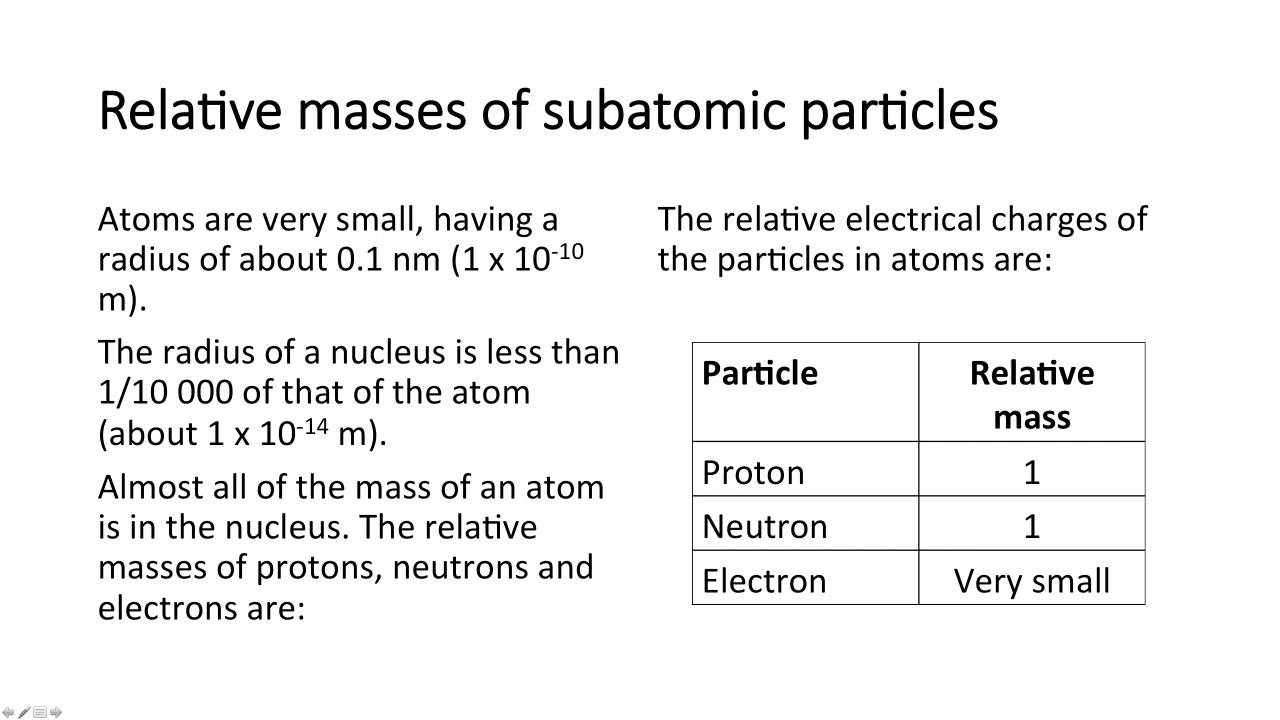 Relative masses of subatomic particles
Atoms are very small, having a
radius of about 0.1 nm (1 x 10⁻¹⁰
m).
The radius of a nucleus is less than
1/10 000 of that of the atom
(about 1 x 10⁻¹⁴ m).
Almost all of the mass of an atom
is in the nucleus. The relative
masses of protons, neutrons and
electrons are:
The relative electrical charges of
the particles in atoms are:
Particle Relative
mass
Proton 1
Neutron 1
Electron Very small